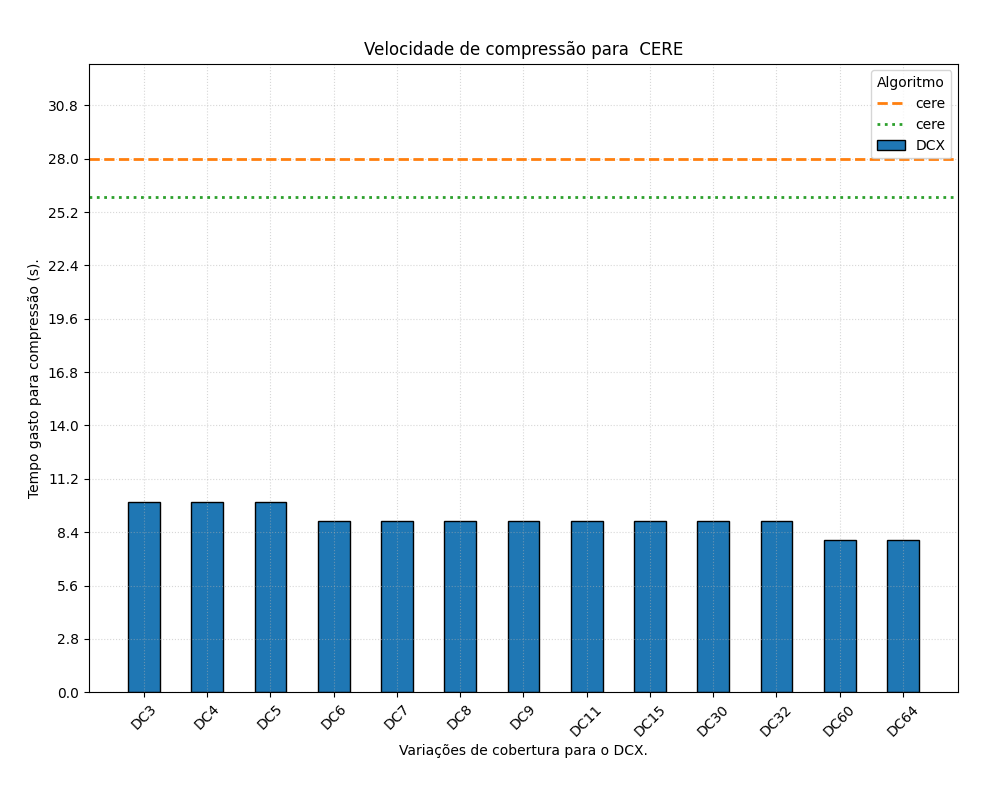 Velocidade de compressão para  CERE
Algoritmo
cere
cere
DCX
Tempo gasto para compressão (s).
30.8
28.0
25.2
22.4
19.6
16.8
14.0
11.2
8.4
5.6
2.8
0.0
DC3
DC4
DC5
DC6
DC7
DC8
DC9
DC11
DC15
DC30
DC32
DC60
DC64
Variações de cobertura para o DCX.